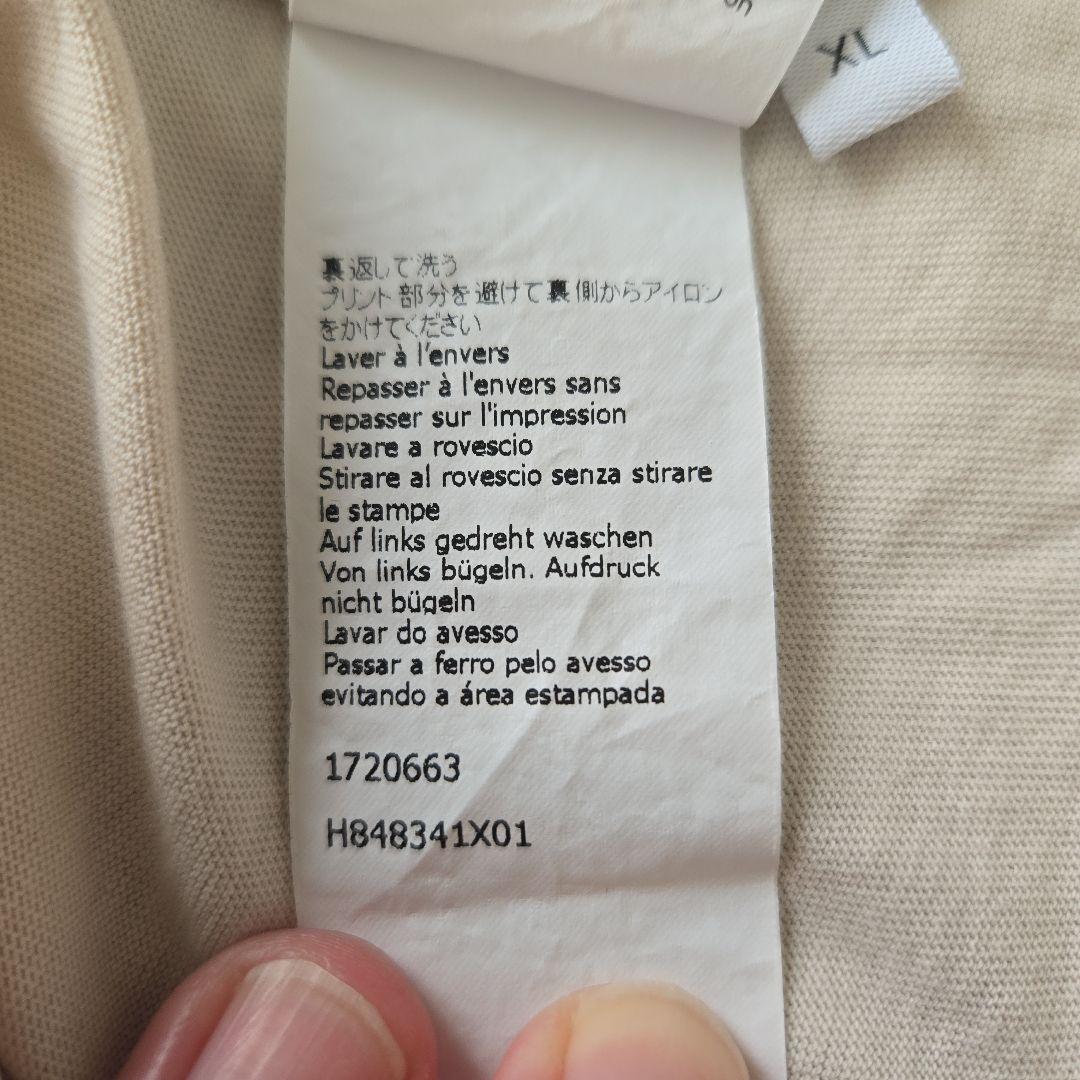 on
XL
裏返して洗う
プリント部分を避けて裏側からアイロン
をかけてください
Laver à l'envers
Repasser à l'envers sans
repasser sur l'impression
Lavare a rovescio
Stirare al rovescio senza stirare
le stampe
Auf links gedreht waschen
Von links bügeln. Aufdruck
nicht bügeln
Lavar do avesso
Passar a ferro pelo avesso
evitando a área estampada
1720663
H848341X01